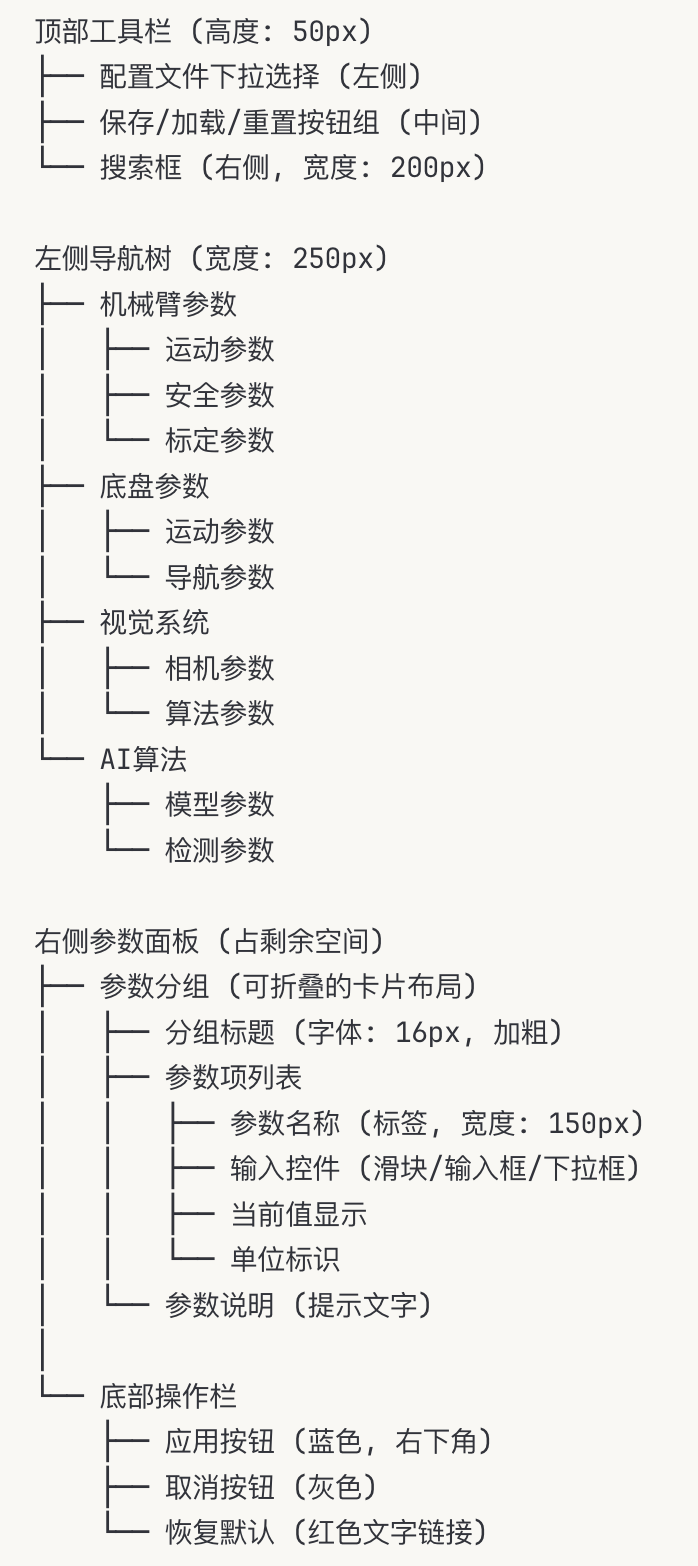 顶部工具栏 (高度: 50px)
├── 配置文件下拉选择 (左侧)
├── 保存/加载/重置按钮组 (中间)
└── 搜索框 (右侧, 宽度: 200px)

左侧导航树 (宽度: 250px)
├── 机械臂参数
│   ├── 运动参数
│   ├── 安全参数
│   └── 标定参数
├── 底盘参数
│   ├── 运动参数
│   └── 导航参数
├── 视觉系统
│   ├── 相机参数
│   └── 算法参数
└── AI算法
    ├── 模型参数
    └── 检测参数

右侧参数面板 (占剩余空间)
├── 参数分组 (可折叠的卡片布局)
│   ├── 分组标题 (字体: 16px, 加粗)
│   ├── 参数项列表
│   │   ├── 参数名称 (标签, 宽度: 150px)
│   │   ├── 输入控件 (滑块/输入框/下拉框)
│   │   ├── 当前值显示
│   │   └── 单位标识
│   └── 参数说明 (提示文字)
│
└── 底部操作栏
    ├── 应用按钮 (蓝色, 右下角)
    ├── 取消按钮 (灰色)
    └── 恢复默认 (红色文字链接)